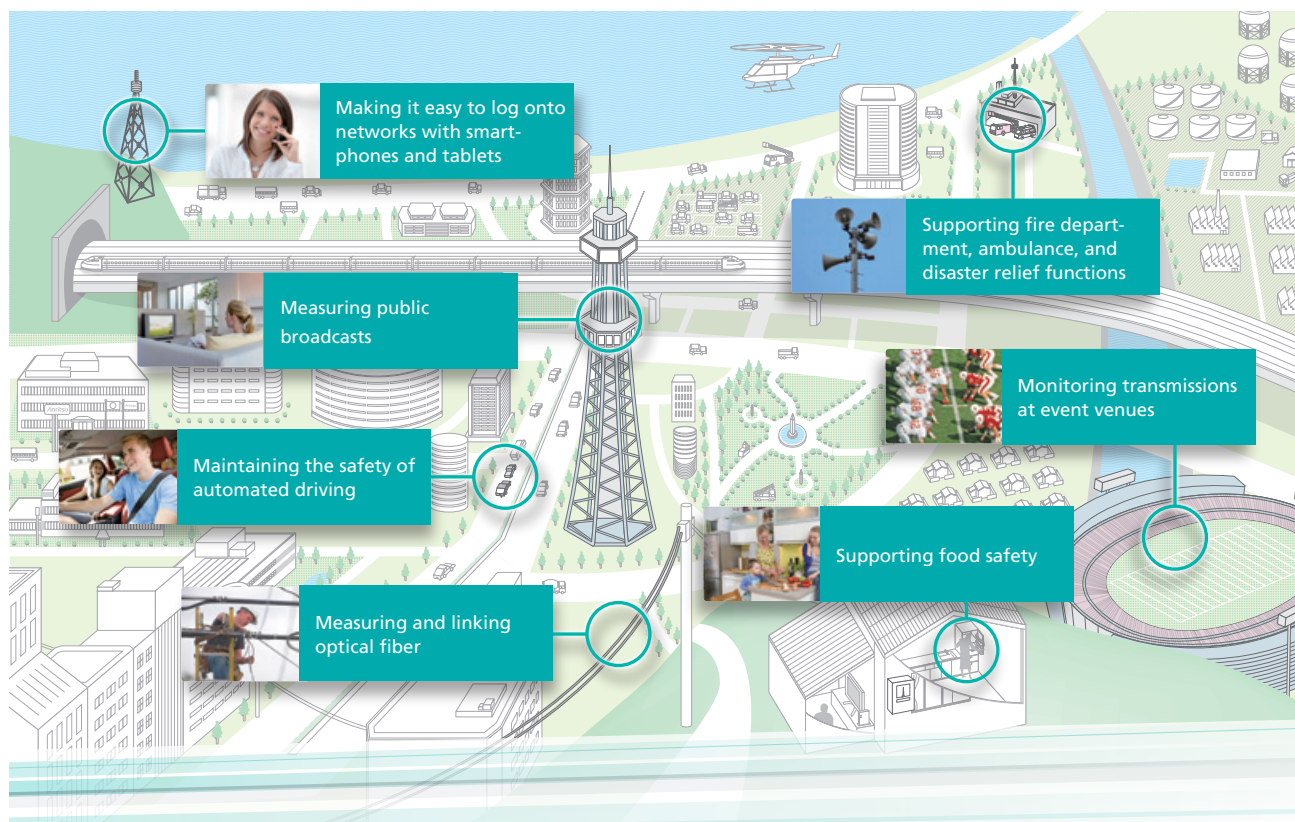 Making it easy to log onto
networks with smart-
phones and tablets
Supporting fire depart-
ment, ambulance, and
disaster relief functions
Measuring public
broadcasts
Monitoring transmissions
at event venues
Anritsu
Maintaining the safety of
automated driving
Supporting food safety
Measuring and linking
optical fiber